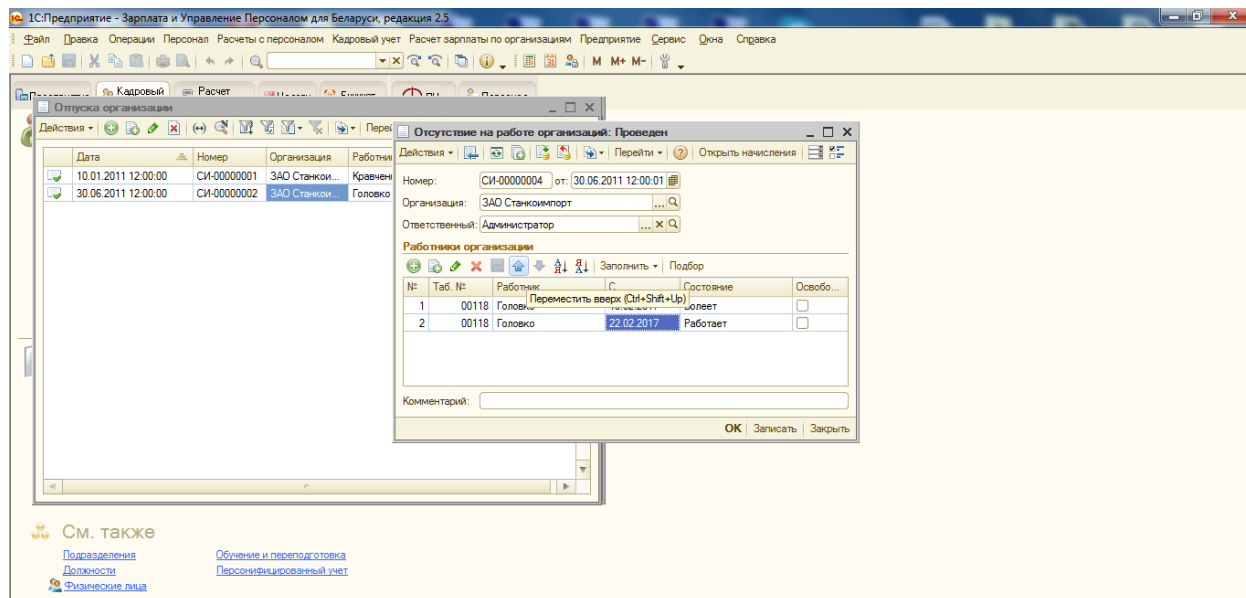 1С:Предприятие - Зарплата и Управление Персоналом для Беларуси, редакция 2.5
Файл Правка Операции Персонал Расчеты с персоналом Кадровый учет Расчет зарплаты по организациям Предприятие Сервис Окна Справка
M M+ M-
Кадровый Расчет
Отпуска организации
Действия
Дата Номер Организация
10.01.2011 12:00:00 СИ-00000001 ЗАО Станкои...
30.06.2011 12:00:00 СИ-00000002 ЗАО Станкои... Головко
Отсутствие на работе организаций: Проведен
Действия Перейти Открыть начисления
Номер: СИ-00000004 от: 30.06.2011 12:00:01
Организация: ЗАО Станкоимпорт ...
Ответственный: Администратор ... x
Работники организации
Заполнить Подбор
№ Таб. № Работник С Состояние Освобо...
Переместить вверх (Ctrl+Shift+Up)
1 00118 Головко
2 00118 Головко 22.02.2017 Работает
Комментарий:
OK Записать Закрыть
См. также
Подразделения Обучение и переподготовка
Должности Персонифицированный учет
Физические лица